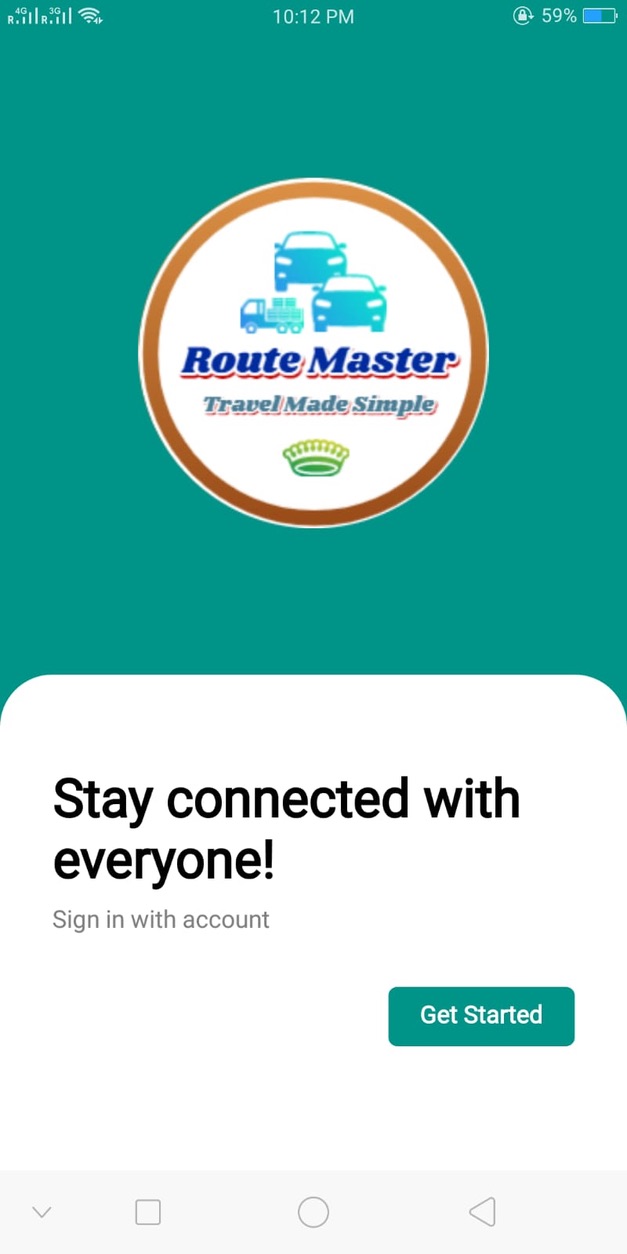 4G
R
3G
R
10:12 PM
59%
Route Master
Travel Made Simple
Stay connected with
everyone!
Sign in with account
Get Started